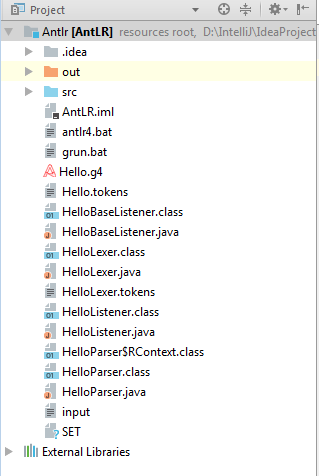 Project
Antlr [AntLR] resources root, D:\IntelliJ\IdeaProject
.idea
out
src
AntLR.iml
antlr4.bat
grun.bat
Hello.g4
Hello.tokens
HelloBaseListener.class
HelloBaseListener.java
HelloLexer.class
HelloLexer.java
HelloLexer.tokens
HelloListener.class
HelloListener.java
HelloParser$RContext.class
HelloParser.class
HelloParser.java
input
SET
External Libraries